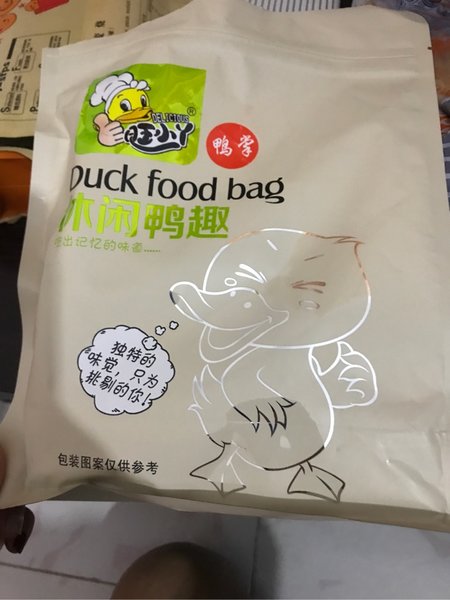 DELICIOUS
旺小丫®
鸭掌
Duck food bag
休闲鸭趣
出记忆的味道......
独特的
味觉,只为
挑剔的你!
包装图案仅供参考